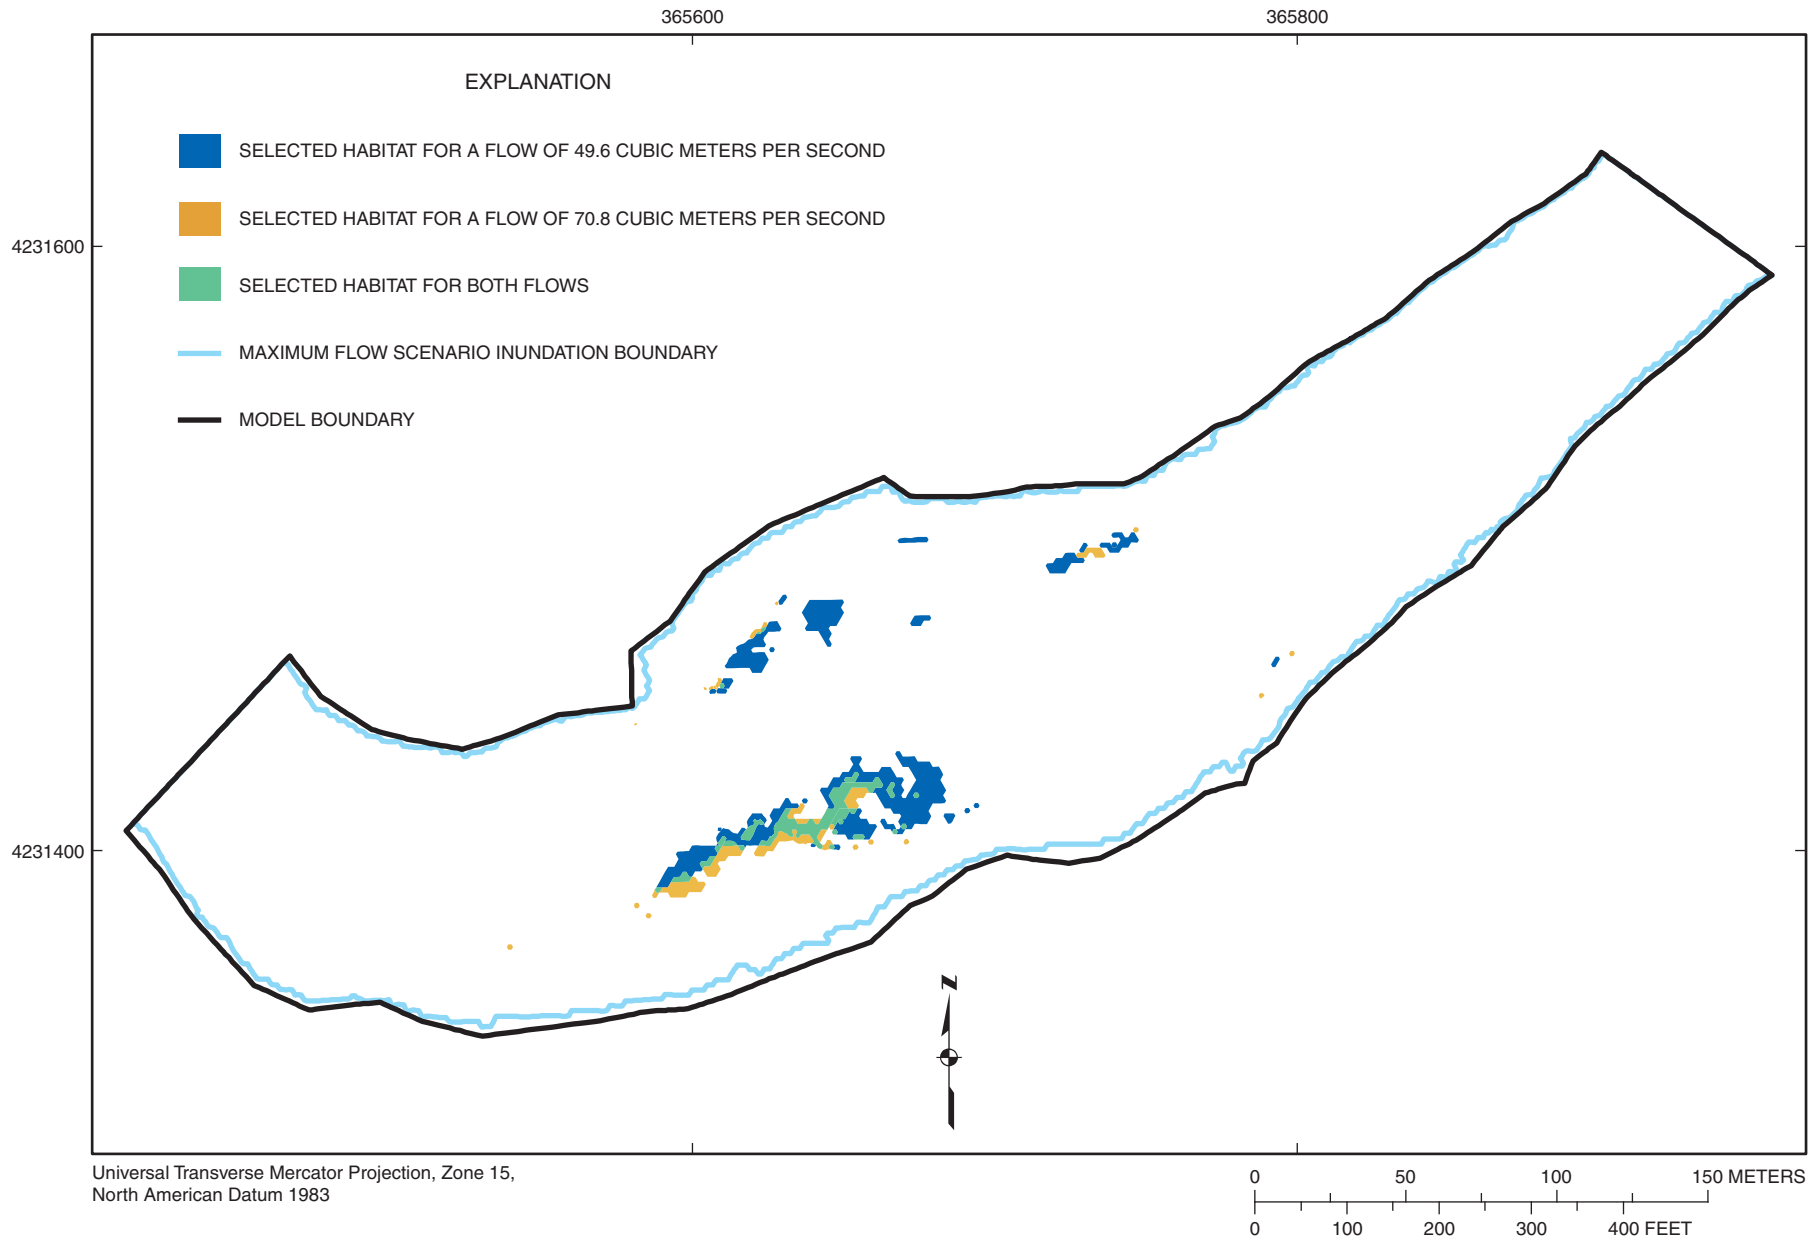 365600 365800
EXPLANATION
SELECTED HABITAT FOR A FLOW OF 49.6 CUBIC METERS PER SECOND
SELECTED HABITAT FOR A FLOW OF 70.8 CUBIC METERS PER SECOND
4231600
SELECTED HABITAT FOR BOTH FLOWS
MAXIMUM FLOW SCENARIO INUNDATION BOUNDARY
MODEL BOUNDARY
4231400
N
Universal Transverse Mercator Projection, Zone 15,
North American Datum 1983
0 50 100 150 METERS
0 100 200 300 400 FEET